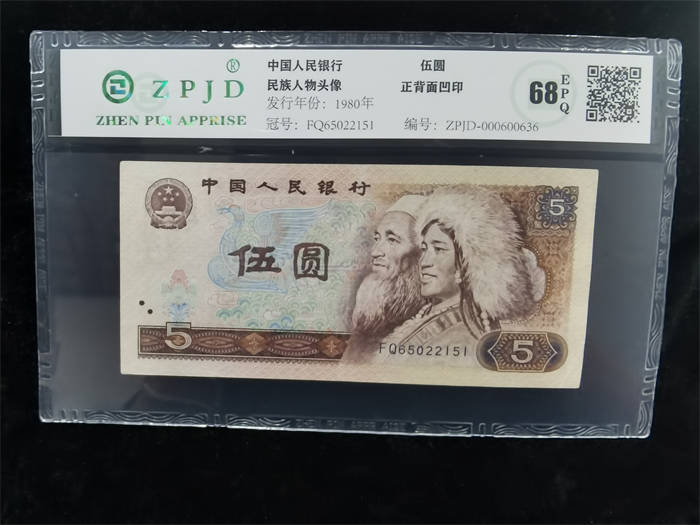 ZPJD®
ZHEN PIN APPRISE
中国人民银行 伍圆
民族人物头像 正背面凹印
发行年份：1980年
冠号：FQ65022151 编号：ZPJD-000600636
68 EPQ
中国人民银行
5
伍圆
5
FQ65022151
5